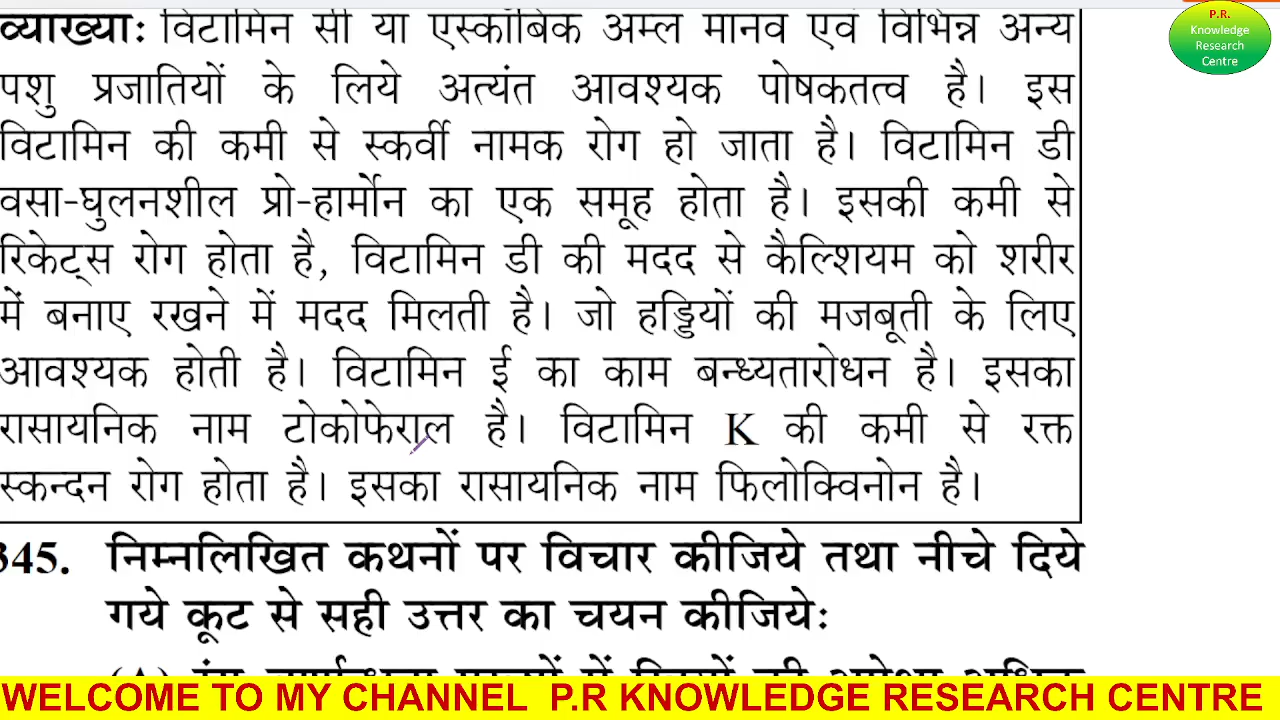 व्याख्याः विटामिन सी या एस्कॉर्बिक अम्ल मानव एवं विभिन्न अन्य
पशु प्रजातियों के लिये अत्यंत आवश्यक पोषकतत्व है। इस
विटामिन की कमी से स्कर्वी नामक रोग हो जाता है। विटामिन डी
वसा-घुलनशील प्रो-हार्मोन का एक समूह होता है। इसकी कमी से
रिकेट्स रोग होता है, विटामिन डी की मदद से कैल्शियम को शरीर
में बनाए रखने में मदद मिलती है। जो हड्डियों की मजबूती के लिए
आवश्यक होती है। विटामिन ई का काम बन्ध्यतारोधन है। इसका
रासायनिक नाम टोकोफेराल है। विटामिन K की कमी से रक्त
स्कन्दन रोग होता है। इसका रासायनिक नाम फिलोक्विनोन है।
345. निम्नलिखित कथनों पर विचार कीजिये तथा नीचे दिये
गये कूट से सही उत्तर का चयन कीजियेः
P.R.
Knowledge
Research
Centre
WELCOME TO MY CHANNEL P.R KNOWLEDGE RESEARCH CENTRE